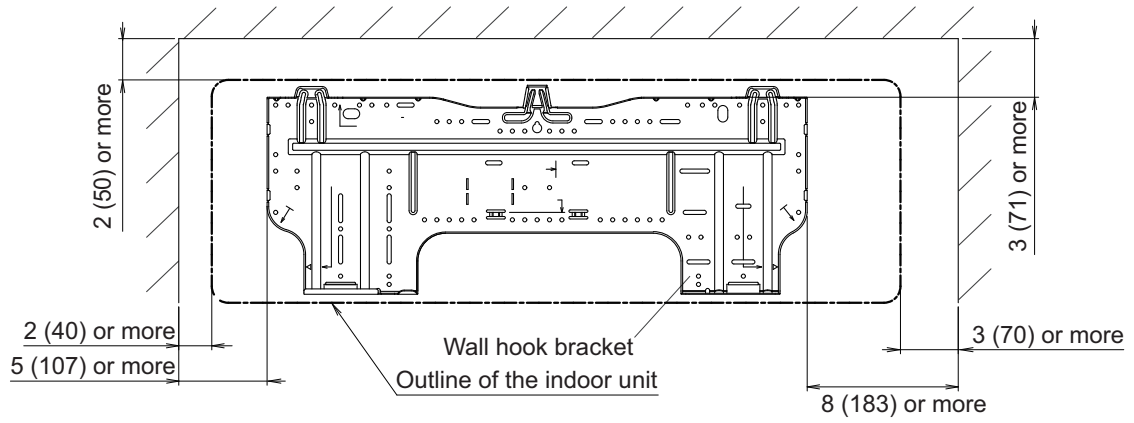 2 (50) or more
3 (71) or more
2 (40) or more
5 (107) or more
Wall hook bracket
Outline of the indoor unit
3 (70) or more
8 (183) or more